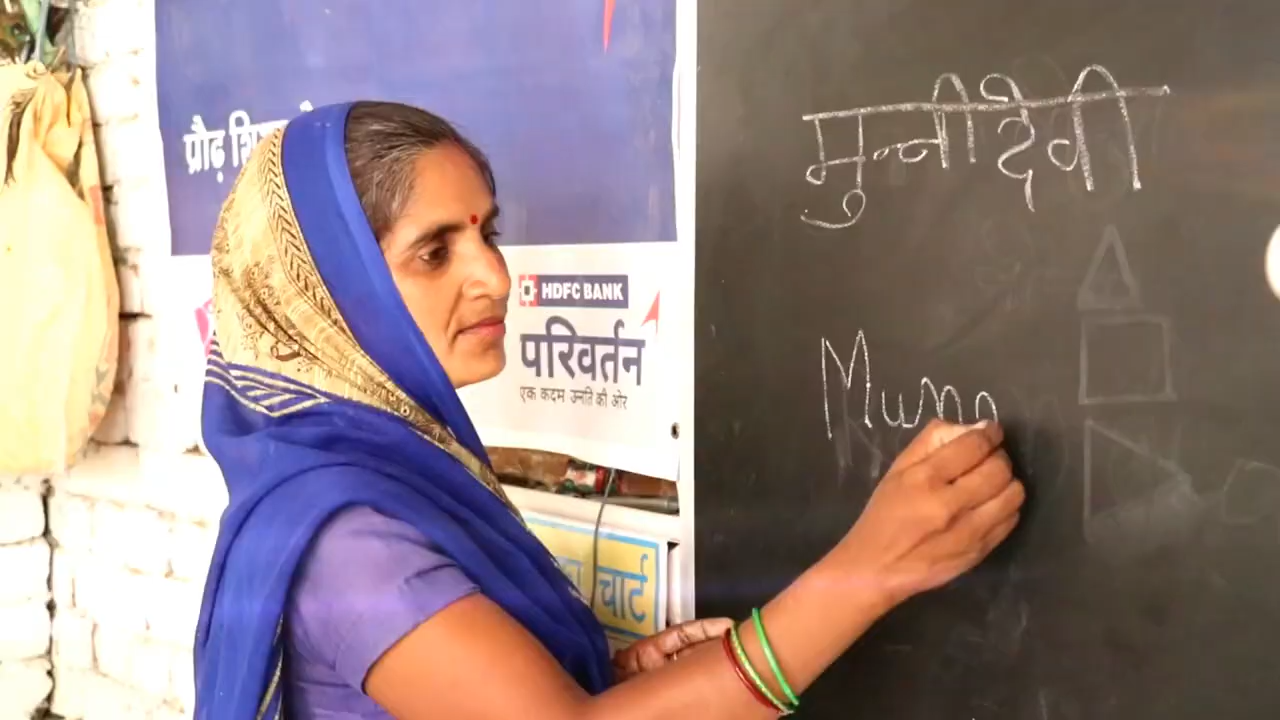 प्रौढ़
मुन्नी देवी
HDFC BANK
परिवर्तन
एक कदम उन्नति की ओर
Munn
चार्ट